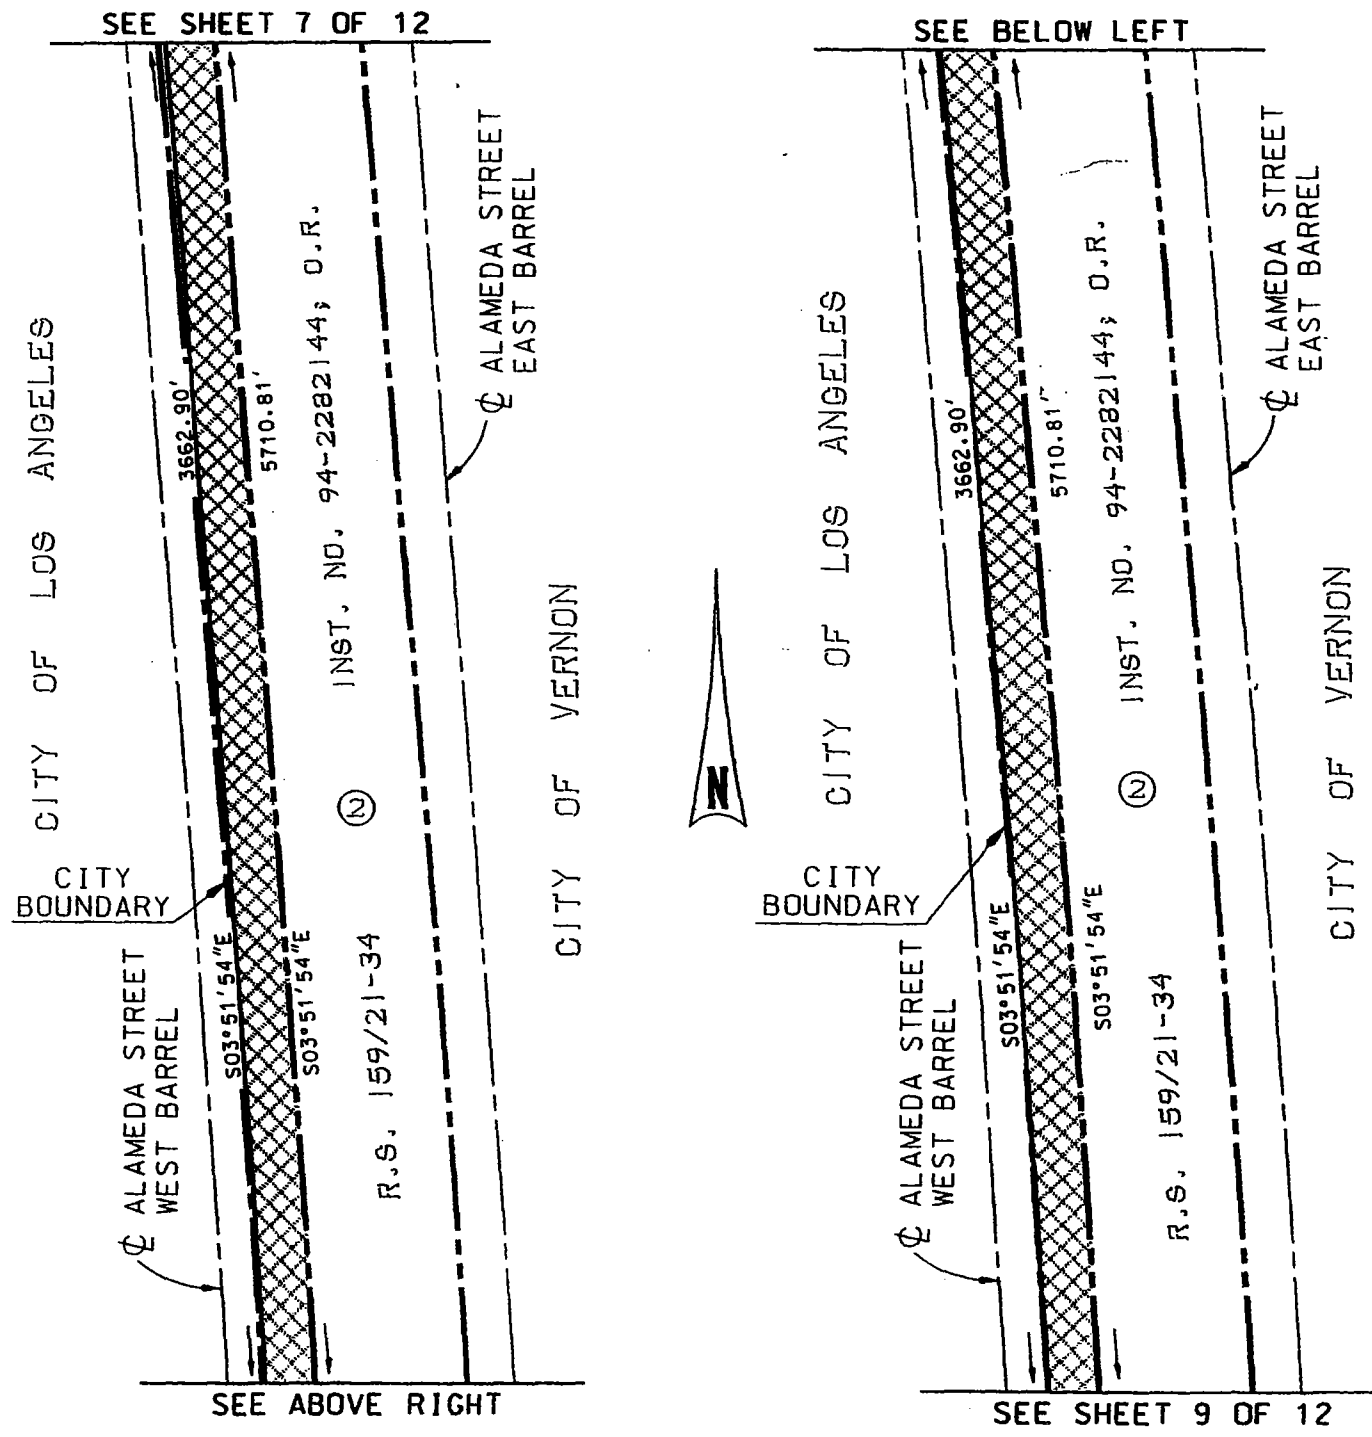 SEE SHEET 7 OF 12
CITY OF LOS ANGELES
3662.90'
5710.81'
INST. NO. 94-2282144; O.R.
℄ ALAMEDA STREET
EAST BARREL
CITY OF VERNON
2
CITY
BOUNDARY
S03°51'54"E
S03°51'54"E
R.S. 159/21-34
℄ ALAMEDA STREET
WEST BARREL
SEE ABOVE RIGHT
N
SEE BELOW LEFT
CITY OF LOS ANGELES
3662.90'
5710.81'
INST. NO. 94-2282144; O.R.
℄ ALAMEDA STREET
EAST BARREL
CITY OF VERNON
2
CITY
BOUNDARY
S03°51'54"E
S03°51'54"E
R.S. 159/21-34
℄ ALAMEDA STREET
WEST BARREL
SEE SHEET 9 OF 12